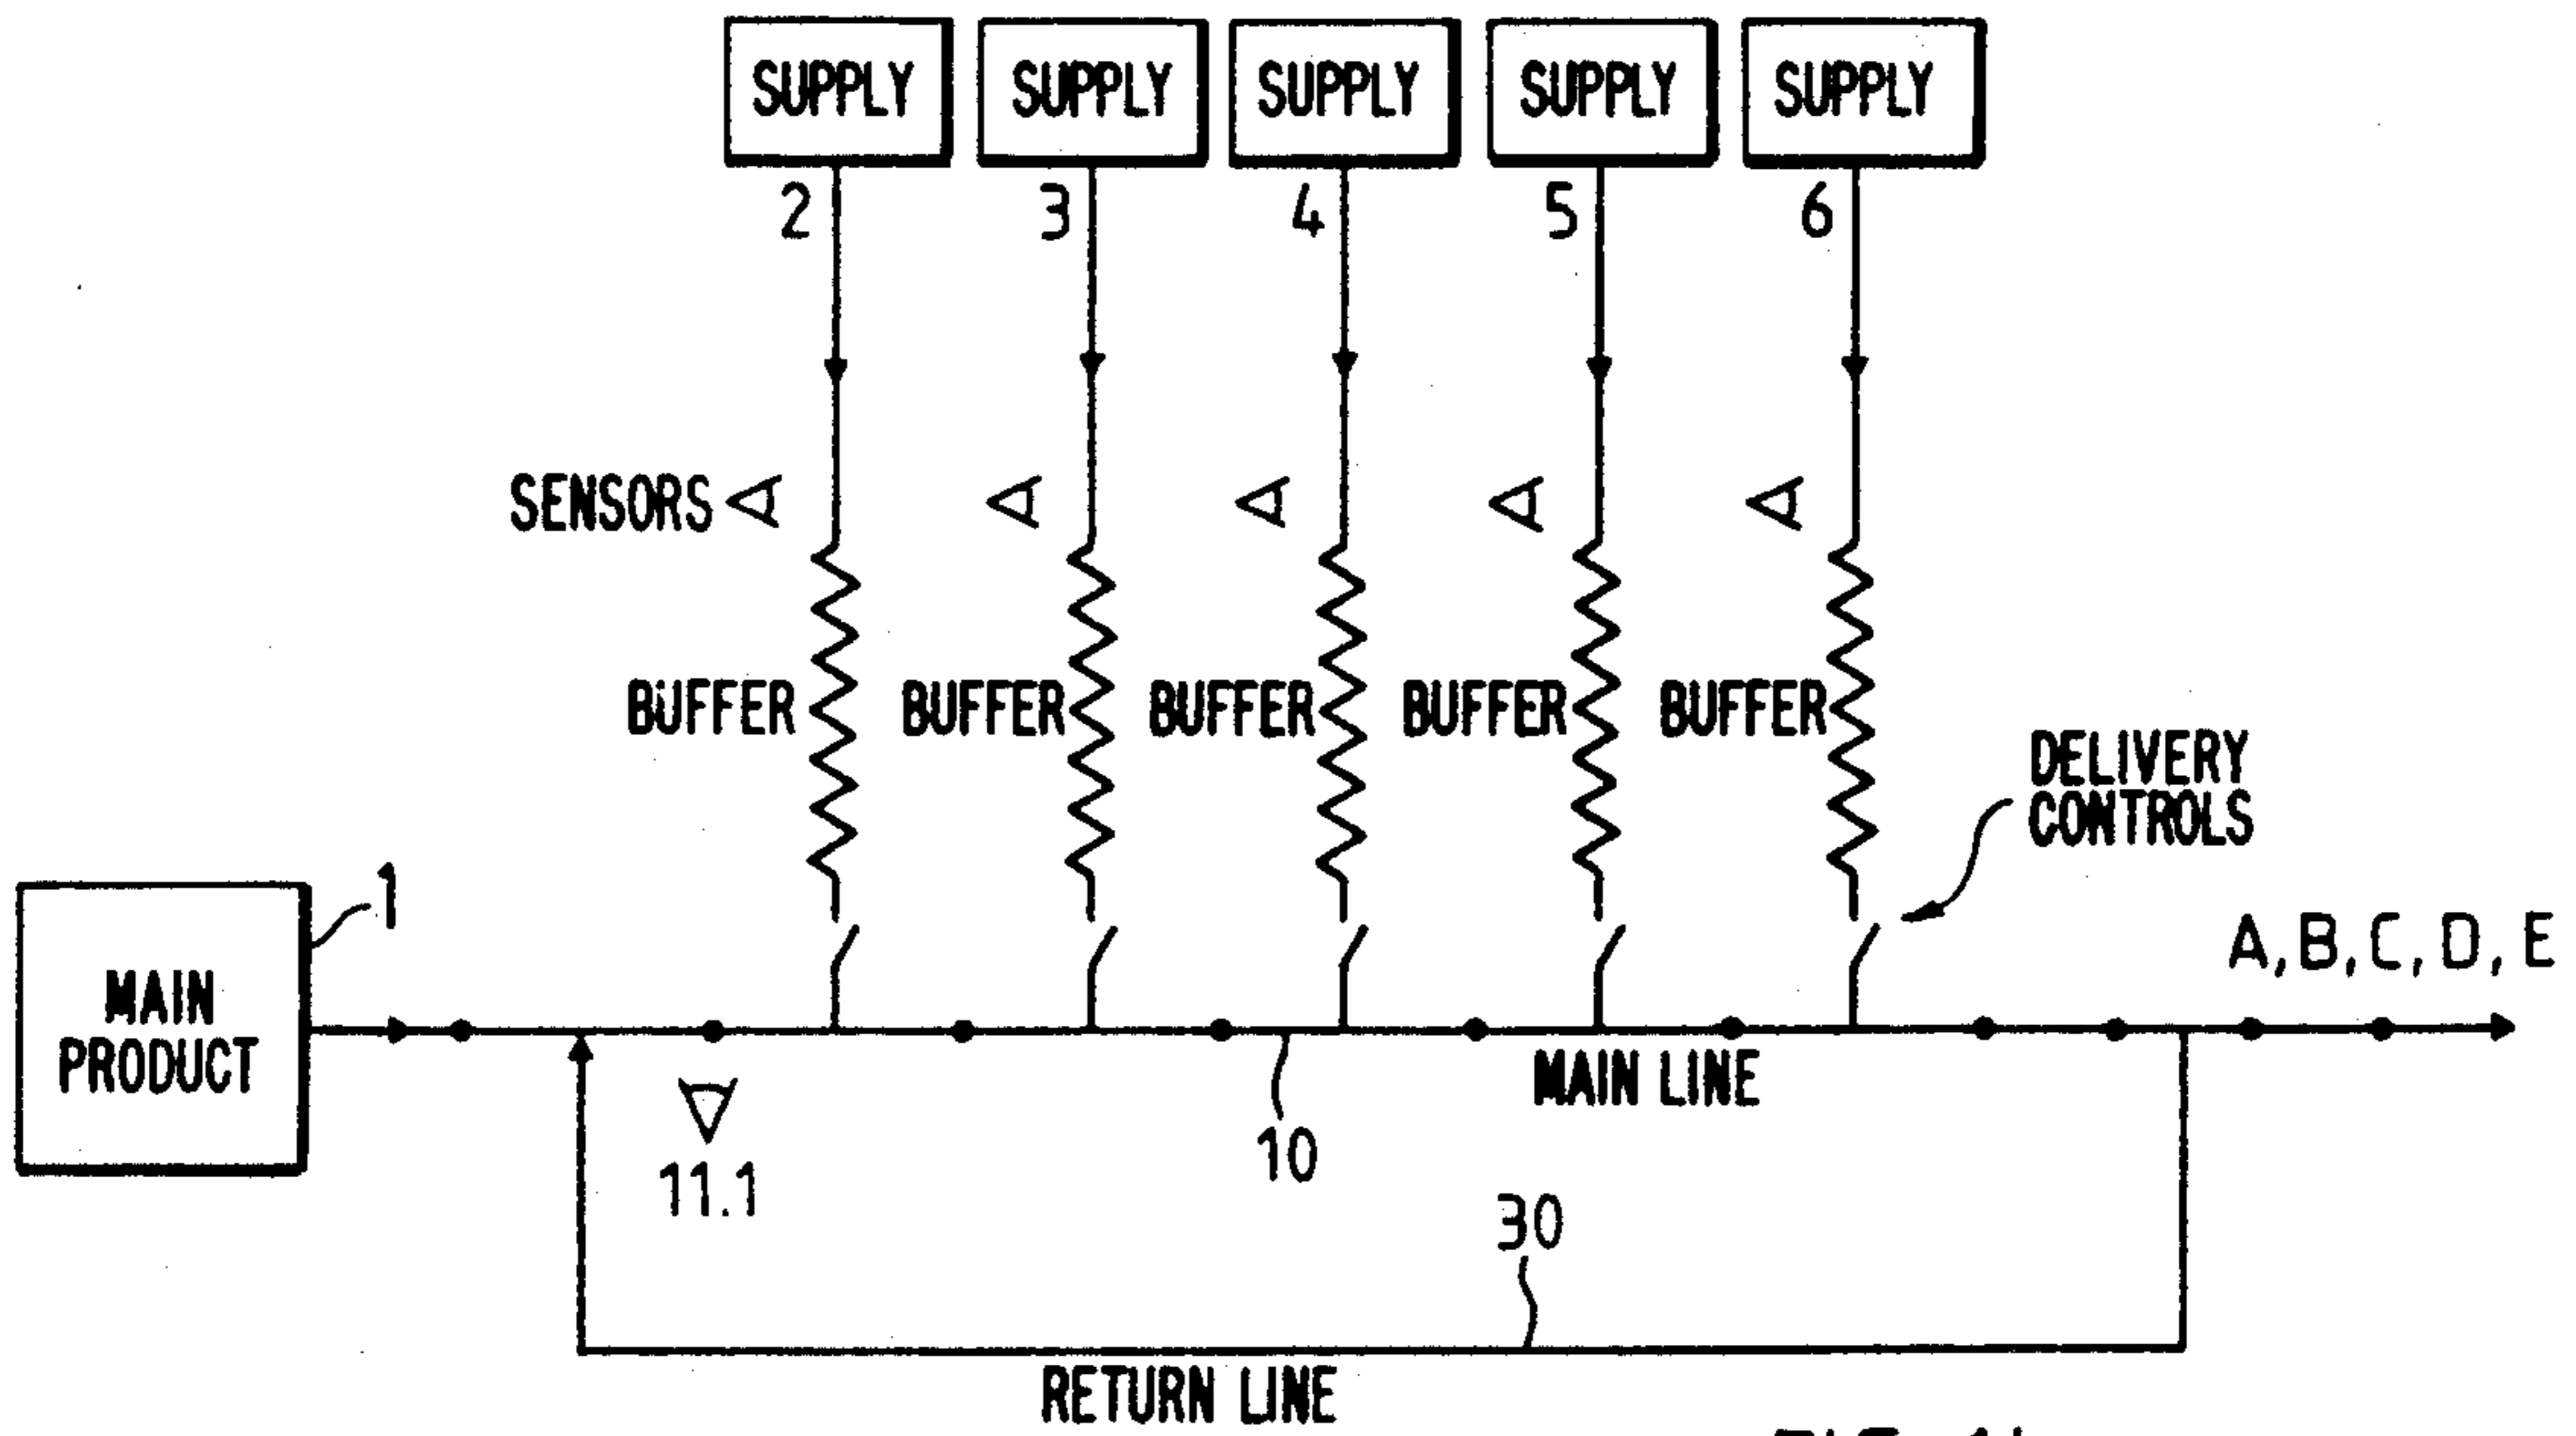 SUPPLY SUPPLY SUPPLY SUPPLY SUPPLY
2 3 4 5 6
SENSORS
BUFFER BUFFER BUFFER BUFFER BUFFER
DELIVERY
CONTROLS
1
A, B, C, D, E
MAIN
PRODUCT
MAIN LINE
10
11.1
30
RETURN LINE